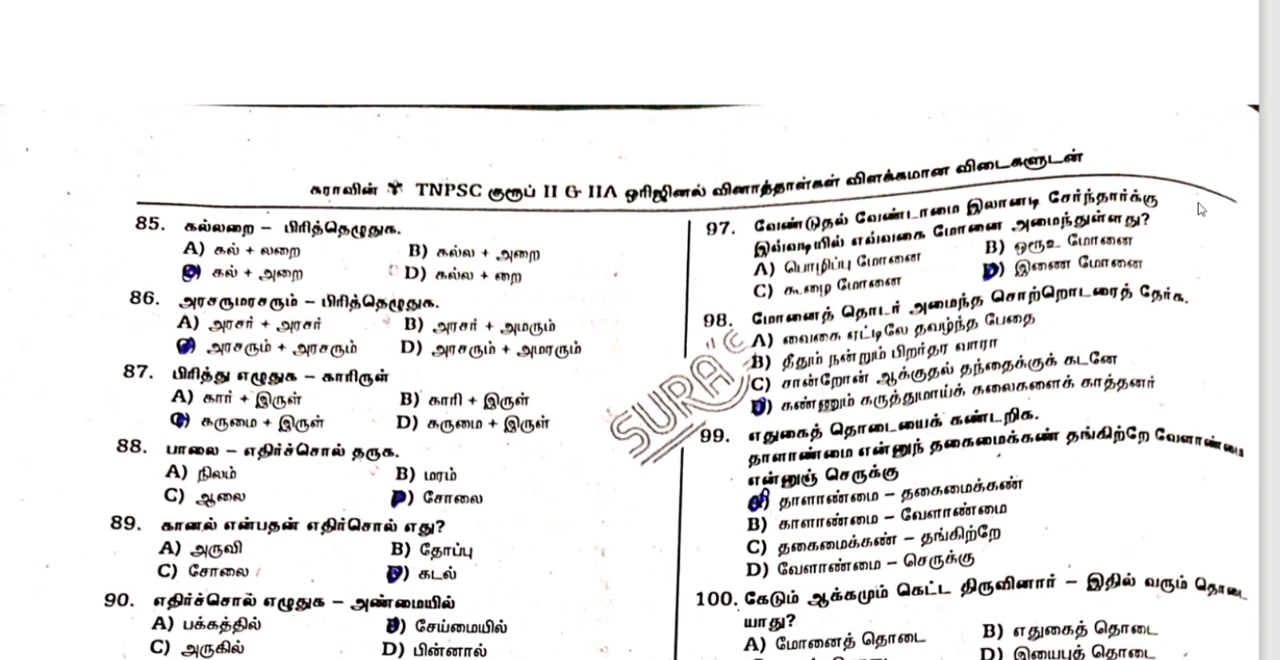 சுராவின் TNPSC குரூப் II & IIA ஒரிஜினல் வினாத்தாள்கள் விளக்கமான விடைகளுடன்
85. கல்லறை – பிரித்தெழுதுக.
A) கல் + லறை B) கல்ல + அறை
C) கல் + அறை D) கல்ல + றை
86. அரசருமரசரும் – பிரித்தெழுதுக.
A) அரசர் + அரசர் B) அரசர் + அமரும்
C) அரசரும் + அரசரும் D) அரசரும் + அமரரும்
87. பிரித்து எழுதுக – காரிருள்
A) கார் + இருள் B) காரி + இருள்
C) கருமை + இருள் D) கருமை + இருள்
88. பாலை – எதிர்ச்சொல் தருக.
A) நிலம் B) மரம்
C) ஆலை D) சோலை
89. கானல் என்பதன் எதிர்சொல் எது?
A) அருவி B) தோப்பு
C) சோலை D) கடல்
90. எதிர்ச்சொல் எழுதுக – அண்மையில்
A) பக்கத்தில் B) சேய்மையில்
C) அருகில் D) பின்னால்
SURA'S
97. வேண்டுதல் வேண்டாமை இலானடி சேர்ந்தார்க்கு
இவ்வடியில் எவ்வகை மோனை அமைந்துள்ளது?
A) பொழிப்பு மோனை B) ஒரூஉ மோனை
C) கூழை மோனை D) இணை மோனை
98. மோனைத் தொடர் அமைந்த சொற்றொடரைத் தேர்க.
A) வைகை ஏட்டிலே தவழ்ந்த பேதை
B) தீதும் நன்றும் பிறர்தர வாரா
C) சான்றோன் ஆக்குதல் தந்தைக்குக் கடனே
D) கண்ணும் கருத்துமாய்க் கலைகளைக் காத்தனர்
99. எதுகைத் தொடையைக் கண்டறிக.
தாளாண்மை என்னுந் தகைமைக்கண் தங்கிற்றே வேளாண்மை
என்னுஞ் செருக்கு
A) தாளாண்மை – தகைமைக்கண்
B) காளாண்மை – வேளாண்மை
C) தகைமைக்கண் – தங்கிற்றே
D) வேளாண்மை – செருக்கு
100. கேடும் ஆக்கமும் கெட்ட திருவினார் – இதில் வரும் தொடை
யாது?
A) மோனைத் தொடை B) எதுகைத் தொடை
D) இயைபுத் தொடை